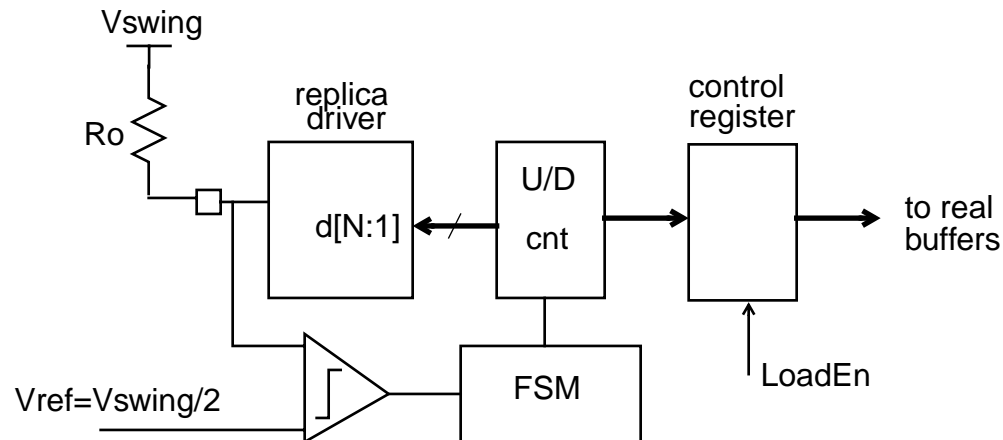 Vswing
Ro
replica
driver
d[N:1]
U/D
cnt
control
register
to real
buffers
LoadEn
FSM
Vref=Vswing/2